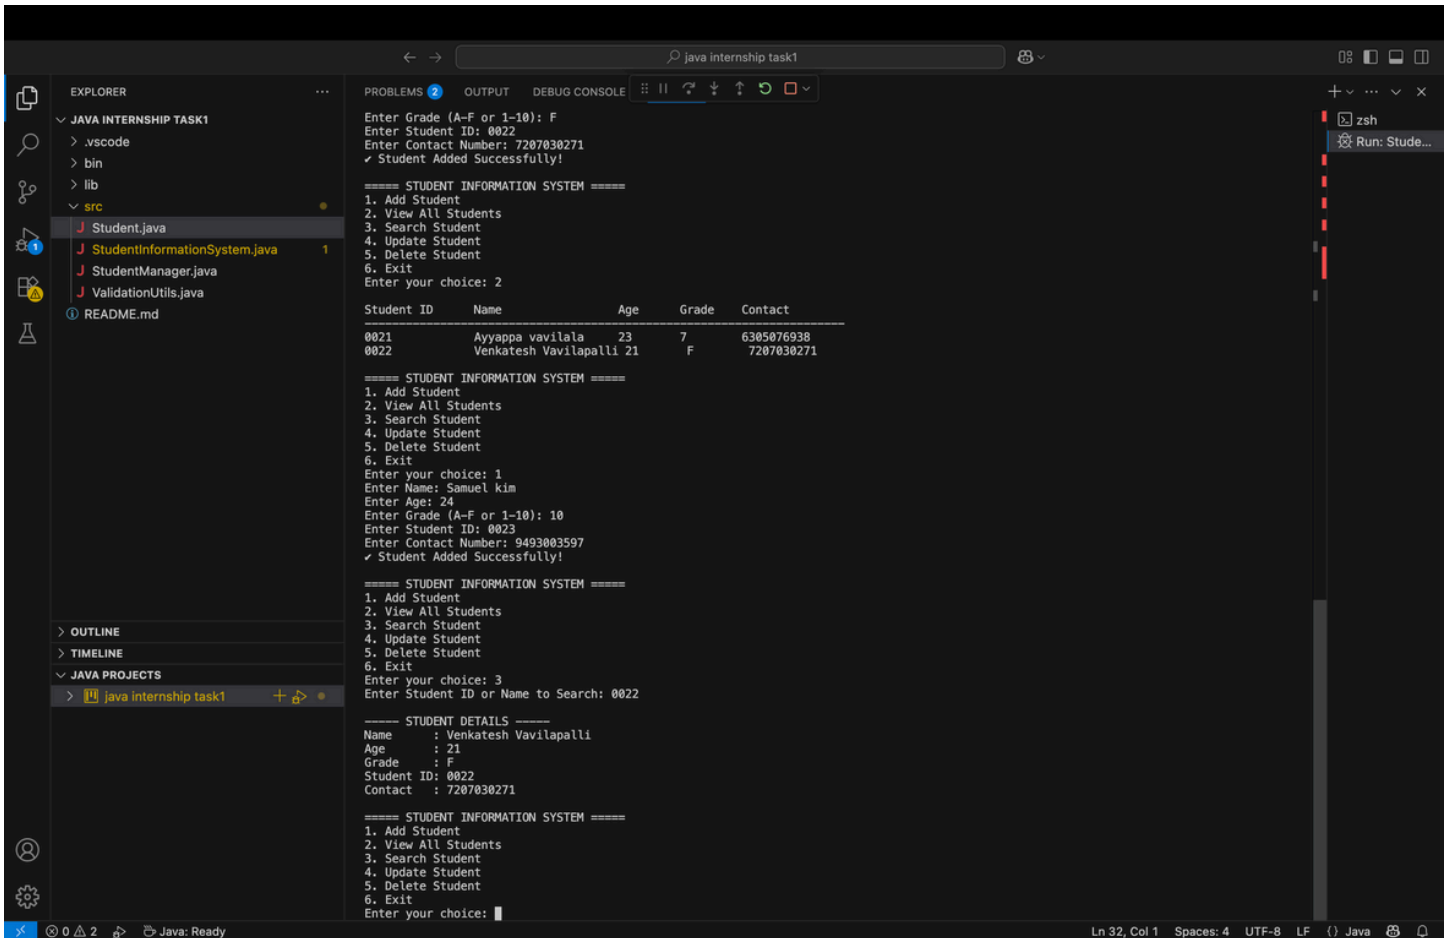 java internship task1
EXPLORER
JAVA INTERNSHIP TASK1
.vscode
bin
lib
src
J Student.java
J StudentInformationSystem.java 1
J StudentManager.java
J ValidationUtils.java
README.md
OUTLINE
TIMELINE
JAVA PROJECTS
java internship task1
1
PROBLEMS 2 OUTPUT DEBUG CONSOLE
Enter Grade (A-F or 1-10): F
Enter Student ID: 0022
Enter Contact Number: 7207030271
✔ Student Added Successfully!
===== STUDENT INFORMATION SYSTEM =====
1. Add Student
2. View All Students
3. Search Student
4. Update Student
5. Delete Student
6. Exit
Enter your choice: 2
Student ID Name Age Grade Contact
0021 Ayyappa vavilala 23 7 6305076938
0022 Venkatesh Vavilapalli 21 F 7207030271
===== STUDENT INFORMATION SYSTEM =====
1. Add Student
2. View All Students
3. Search Student
4. Update Student
5. Delete Student
6. Exit
Enter your choice: 1
Enter Name: Samuel kim
Enter Age: 24
Enter Grade (A-F or 1-10): 10
Enter Student ID: 0023
Enter Contact Number: 9493003597
✔ Student Added Successfully!
===== STUDENT INFORMATION SYSTEM =====
1. Add Student
2. View All Students
3. Search Student
4. Update Student
5. Delete Student
6. Exit
Enter your choice: 3
Enter Student ID or Name to Search: 0022
----- STUDENT DETAILS -----
Name : Venkatesh Vavilapalli
Age : 21
Grade : F
Student ID: 0022
Contact : 7207030271
===== STUDENT INFORMATION SYSTEM =====
1. Add Student
2. View All Students
3. Search Student
4. Update Student
5. Delete Student
6. Exit
Enter your choice:
zsh
Run: Stude...
0 2 Java: Ready
Ln 32, Col 1 Spaces: 4 UTF-8 LF {} Java